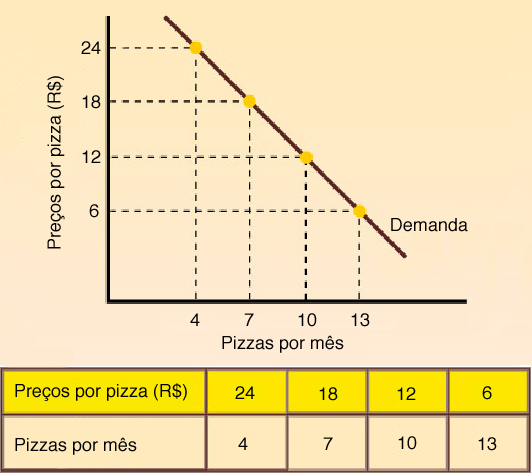 24
18
12
6
Preços por pizza (R$)
Demanda
4 7 10 13
Pizzas por mês
Preços por pizza (R$) 24 18 12 6
Pizzas por mês 4 7 10 13